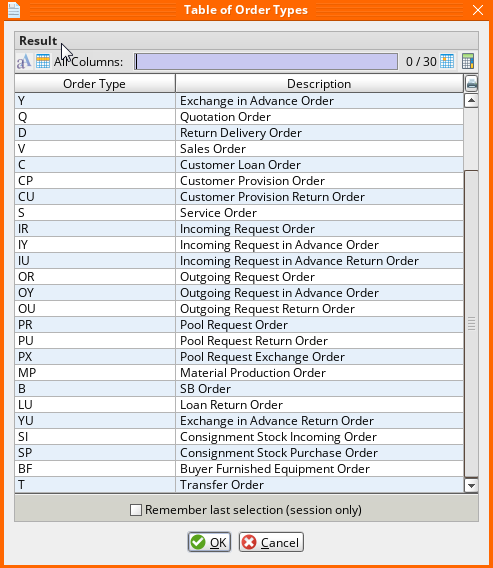 Table of Order Types
Result
All Columns: 0 / 30
Order Type Description
Y Exchange in Advance Order
Q Quotation Order
D Return Delivery Order
V Sales Order
C Customer Loan Order
CP Customer Provision Order
CU Customer Provision Return Order
S Service Order
IR Incoming Request Order
IY Incoming Request in Advance Order
IU Incoming Request in Advance Return Order
OR Outgoing Request Order
OY Outgoing Request in Advance Order
OU Outgoing Request Return Order
PR Pool Request Order
PU Pool Request Return Order
PX Pool Request Exchange Order
MP Material Production Order
B SB Order
LU Loan Return Order
YU Exchange in Advance Return Order
SI Consignment Stock Incoming Order
SP Consignment Stock Purchase Order
BF Buyer Furnished Equipment Order
T Transfer Order
Remember last selection (session only)
OK Cancel